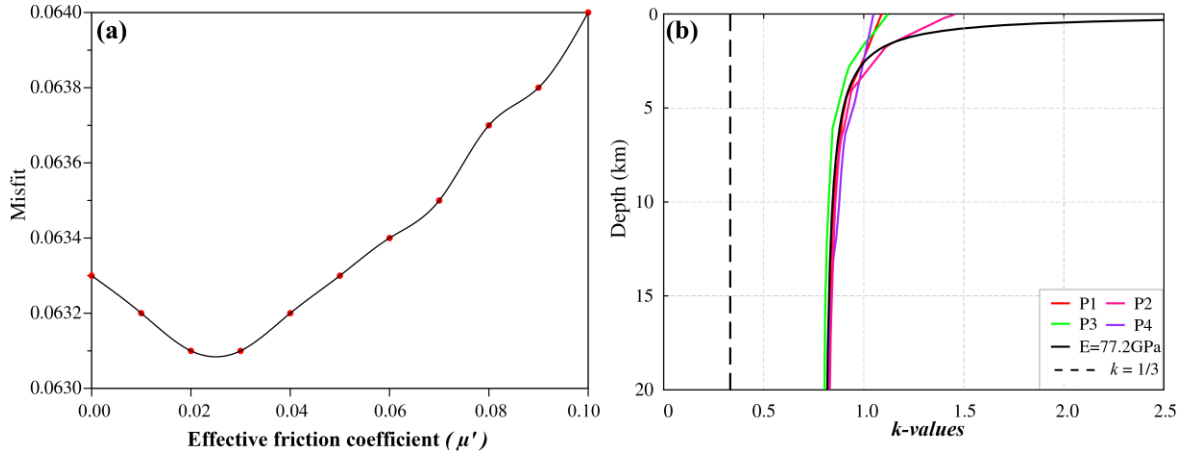 (a)
0.0640
0.0638
0.0636
0.0634
0.0632
0.0630
Misfit
0.00
0.02
0.04
0.06
0.08
0.10
Effective friction coefficient ( μ′ )
(b)
0
5
10
15
20
Depth (km)
P1
P2
P3
P4
E=77.2GPa
k = 1/3
0
0.5
1.0
1.5
2.0
2.5
k-values